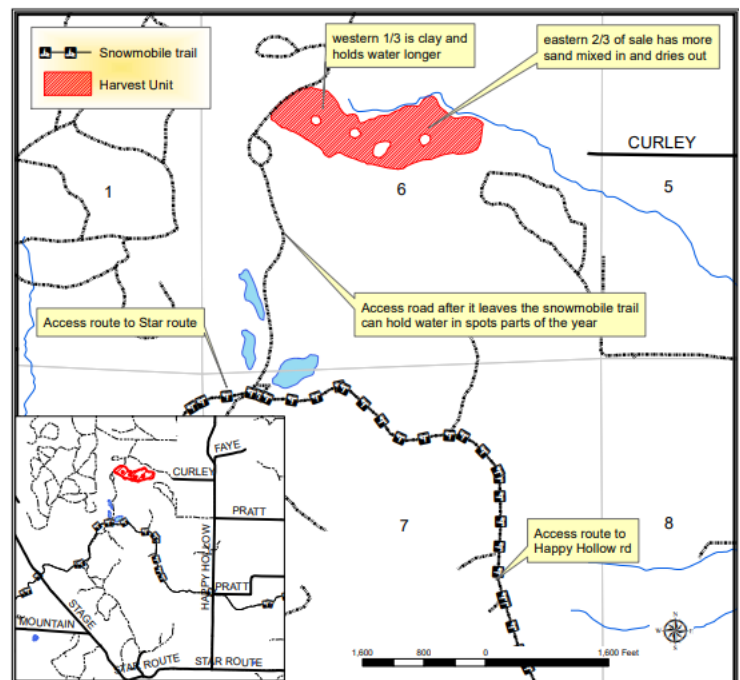 Snowmobile trail
Harvest Unit
western 1/3 is clay and
holds water longer
eastern 2/3 of sale has more
sand mixed in and dries out
CURLEY
1
6
5
Access route to Star route
Access road after it leaves the snowmobile trail
can hold water in spots parts of the year
7
8
Access route to
Happy Hollow rd
FAYE
CURLEY
PRATT
HAPPY HOLLOW
PRATT
STAGE
MOUNTAIN
STAR ROUTE
STAR ROUTE
N
W
E
S
1,600
800
0
1,600 Feet